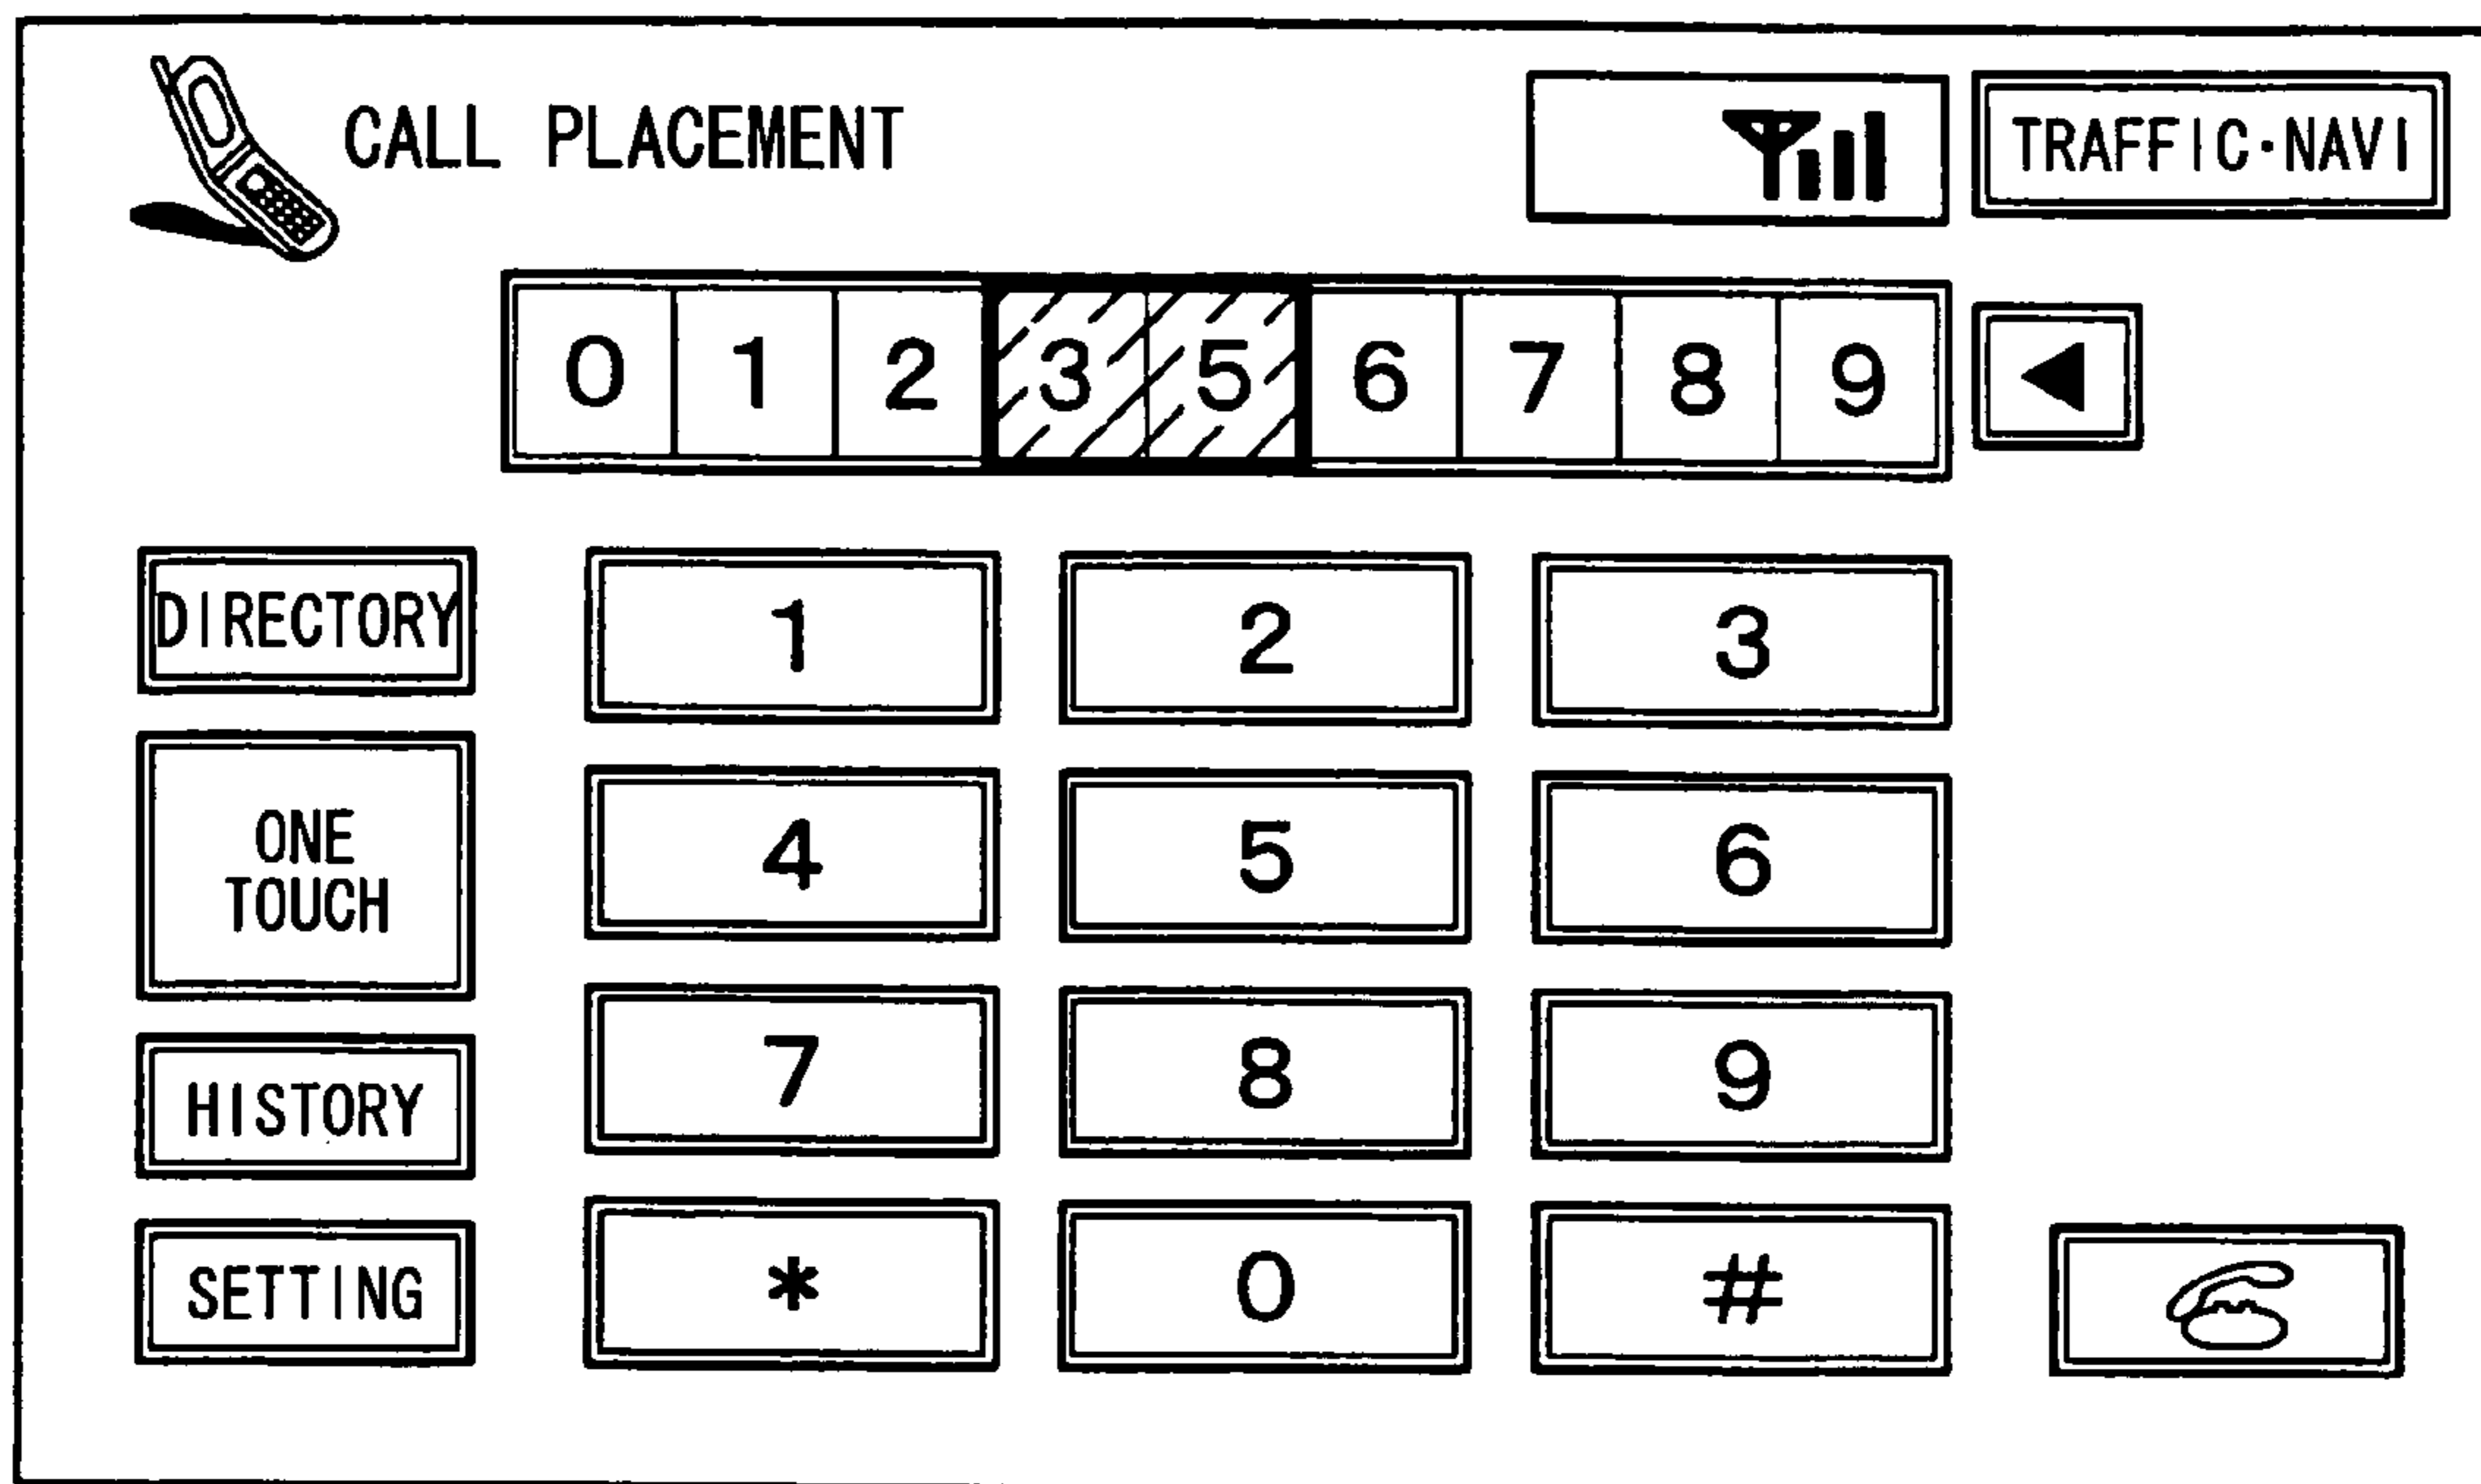 CALL PLACEMENT
TRAFFIC・NAVI
0 1 2 3 5 6 7 8 9
DIRECTORY
1 2 3
ONE
TOUCH
4 5 6
HISTORY
7 8 9
SETTING
* 0 #